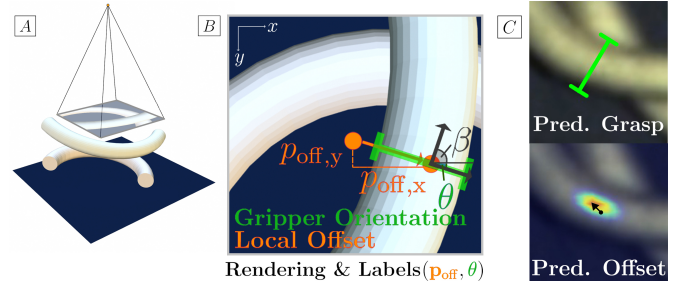 A
B
C
x
y
p_off,y
p_off,x
β
θ
Gripper Orientation
Local Offset
Rendering & Labels(p_off, θ)
Pred. Grasp
Pred. Offset